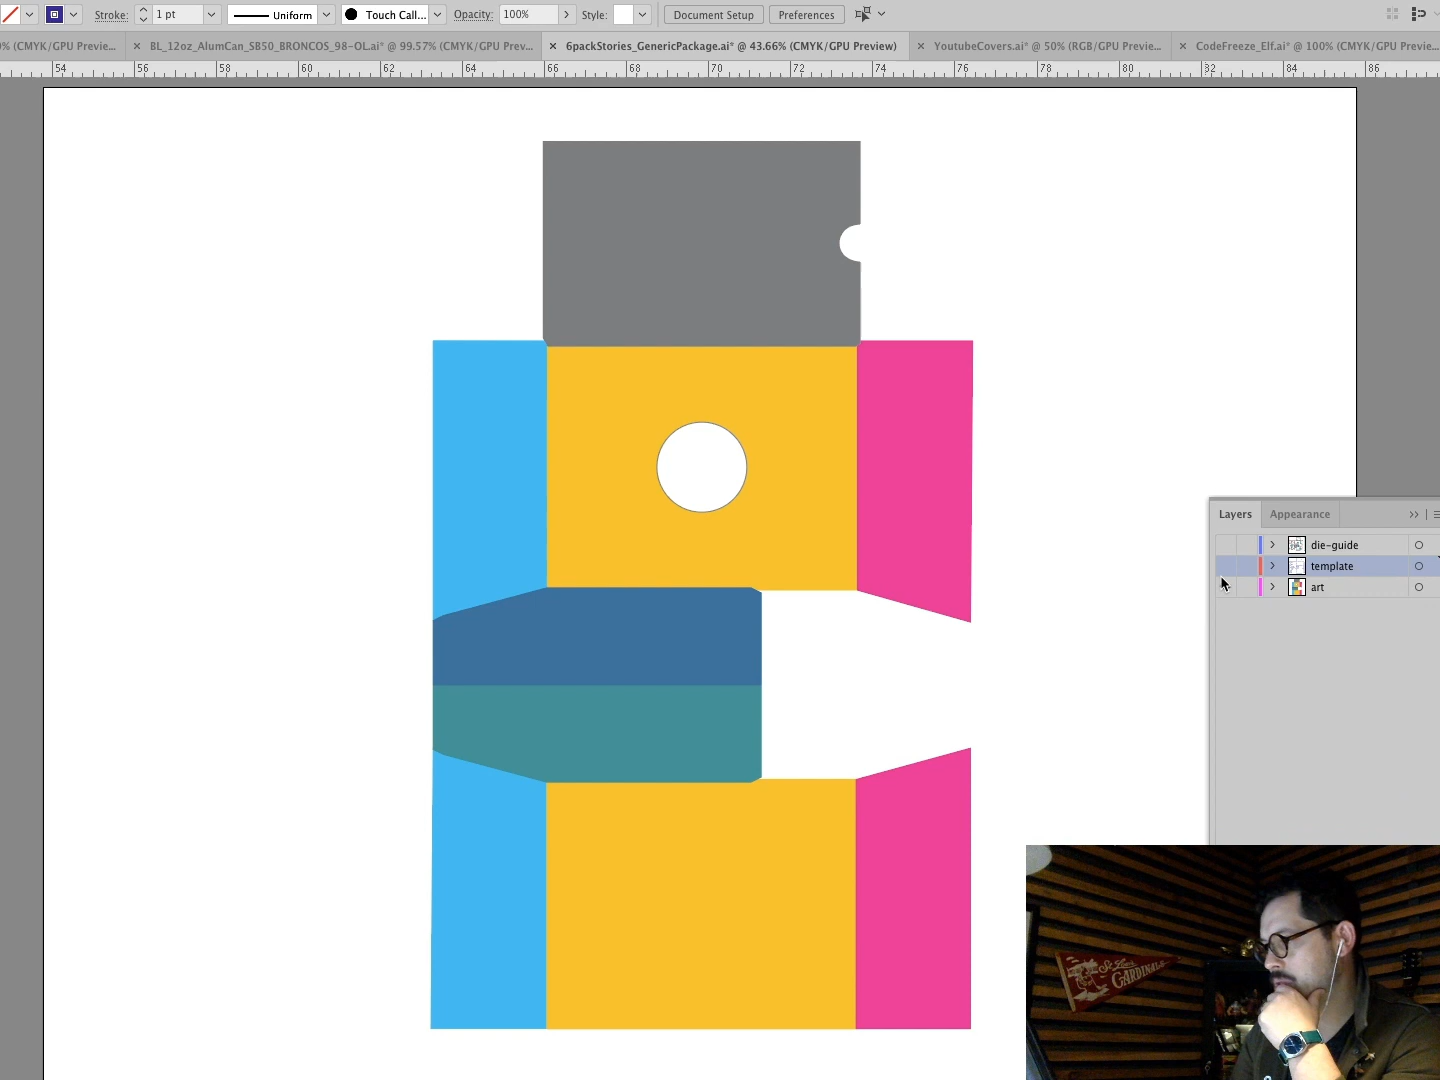 Stroke: 1 pt Uniform Touch Call... Opacity: 100% Style: Document Setup Preferences
% (CMYK/GPU Previe... × BL_12oz_AlumCan_SB50_BRONCOS_98-OL.ai* @ 99.57% (CMYK/GPU Prev... × 6packStories_GenericPackage.ai* @ 43.66% (CMYK/GPU Preview) × YoutubeCovers.ai* @ 50% (RGB/GPU Previe... × CodeFreeze_Elf.ai* @ 100% (CMYK/GPU Previe...
54 56 58 60 62 64 66 68 70 72 74 76 78 80 82 84 86
Layers Appearance
die-guide
template
art
St. Louis
CARDINALS